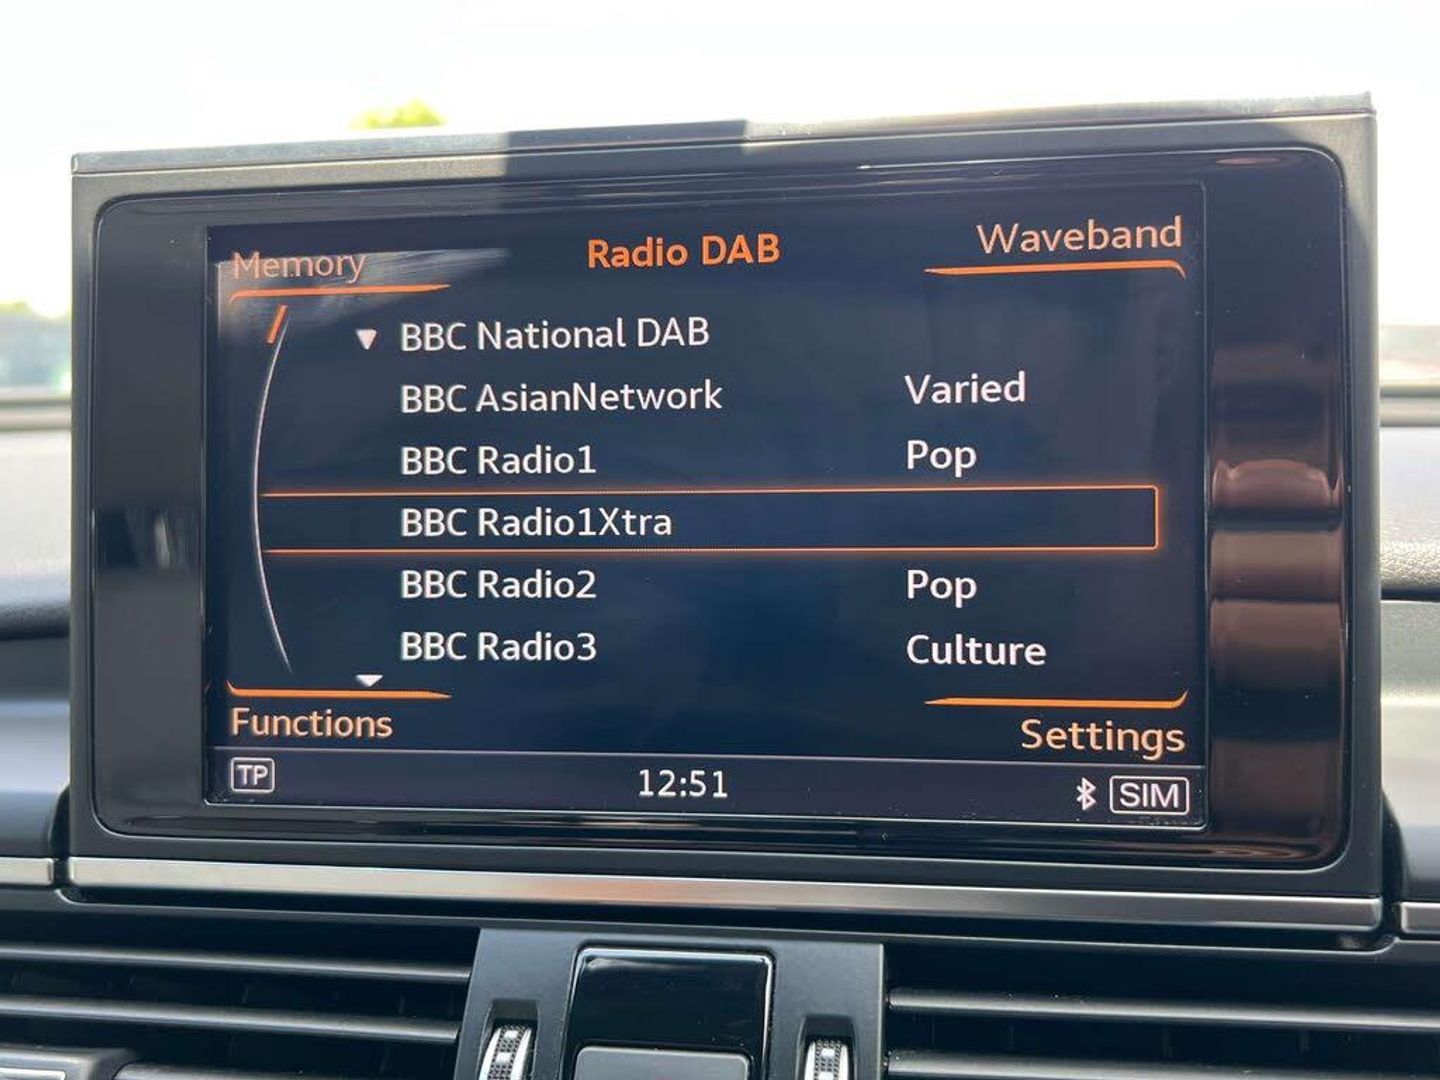 Memory
Radio DAB
Waveband
BBC National DAB
BBC AsianNetwork Varied
BBC Radio1 Pop
BBC Radio1Xtra
BBC Radio2 Pop
BBC Radio3 Culture
Functions
Settings
TP
12:51
SIM